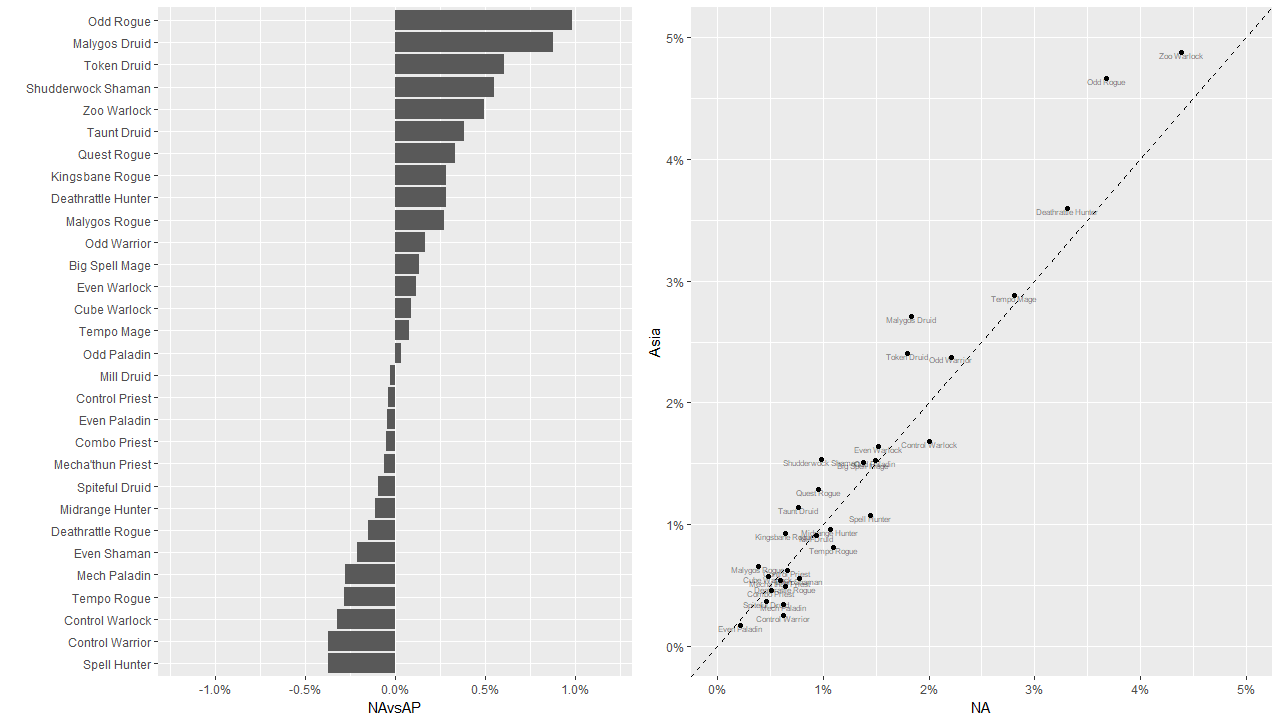 Odd Rogue
Malygos Druid
Token Druid
Shudderwock Shaman
Zoo Warlock
Taunt Druid
Quest Rogue
Kingsbane Rogue
Deathrattle Hunter
Malygos Rogue
Odd Warrior
Big Spell Mage
Even Warlock
Cube Warlock
Tempo Mage
Odd Paladin
Mill Druid
Control Priest
Even Paladin
Combo Priest
Mecha'thun Priest
Spiteful Druid
Midrange Hunter
Deathrattle Rogue
Even Shaman
Mech Paladin
Tempo Rogue
Control Warlock
Control Warrior
Spell Hunter
-1.0% -0.5% 0.0% 0.5% 1.0%
NAvsAP
5%
4%
3%
2%
1%
0%
Asia
Zoo Warlock
Odd Rogue
Deathrattle Hunter
Tempo Mage
Malygos Druid
Token Druid
Odd Warrior
Control Warlock
Even Warlock
Shudderwock Shaman
Big Spell Mage
Quest Rogue
Taunt Druid
Spell Hunter
Midrange Hunter
Kingsbane Rogue
Tempo Rogue
Malygos Rogue
Combo Priest
Mech Paladin
Control Warrior
Even Paladin
0% 1% 2% 3% 4% 5%
NA